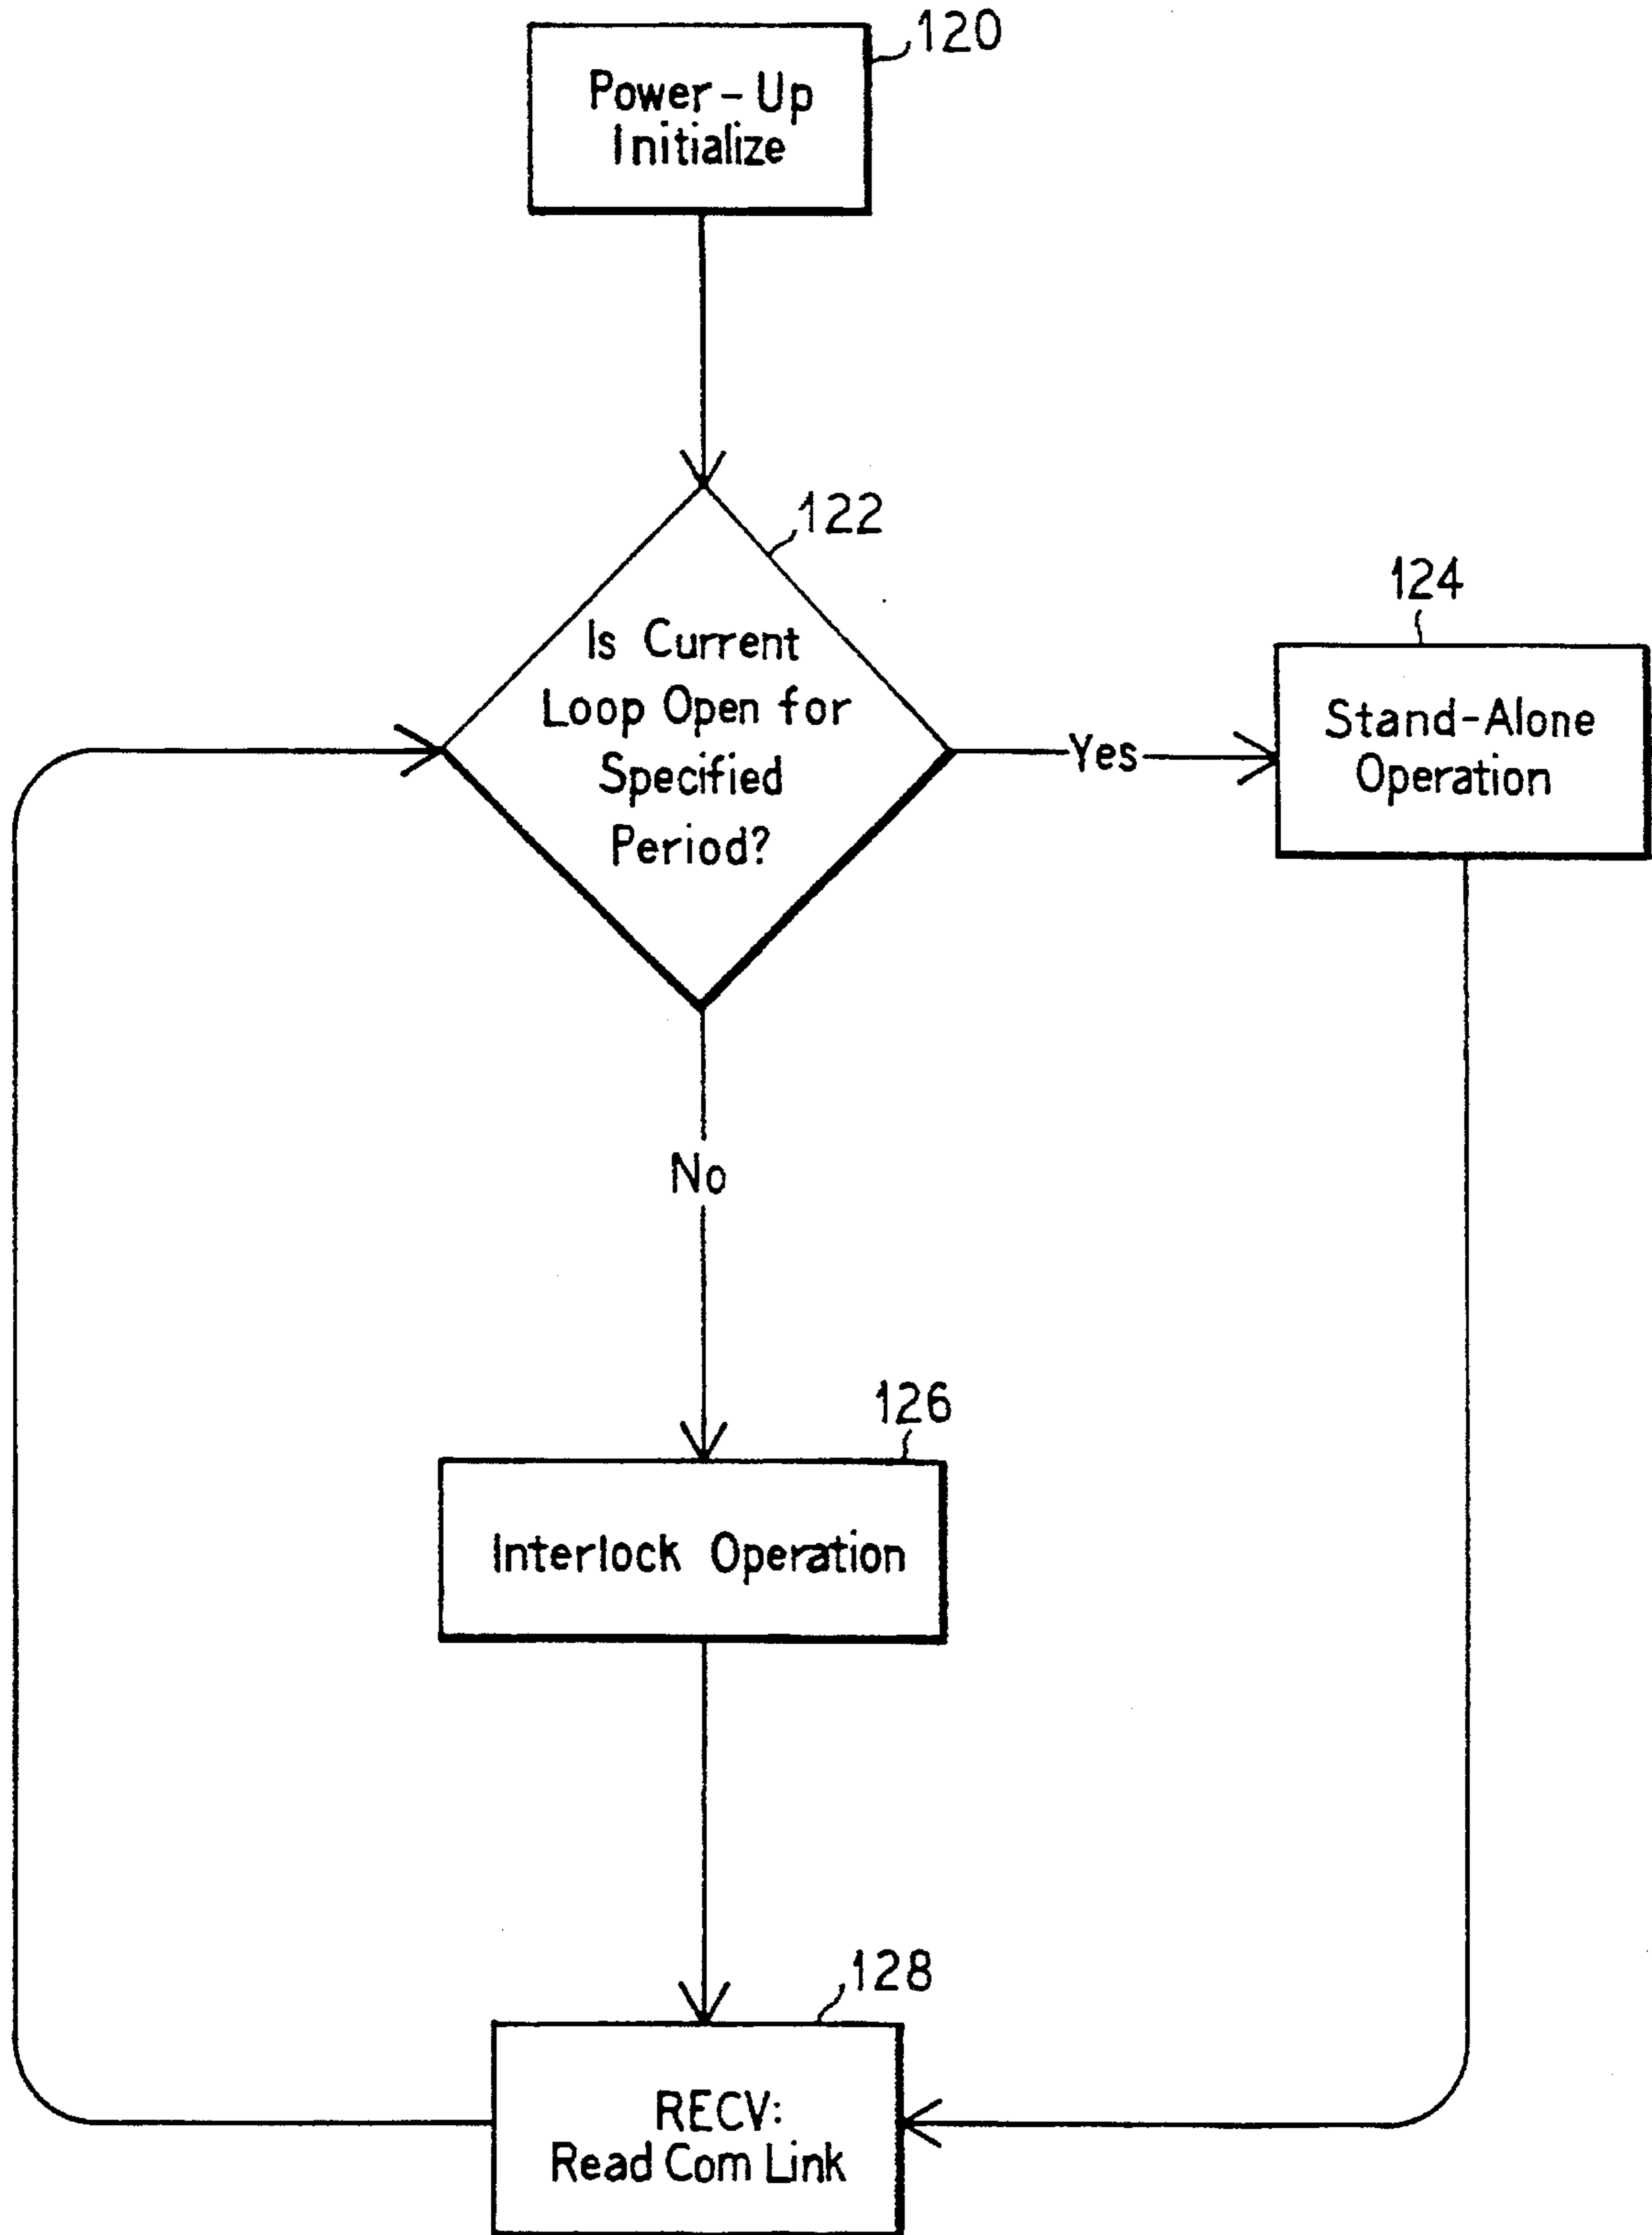 120
Power - Up
Initialize
122
Is Current
Loop Open for
Specified
Period?
Yes
124
Stand-Alone
Operation
No
126
Interlock Operation
128
RECV:
Read Com Link